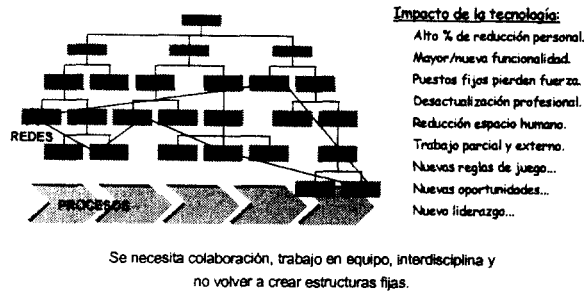 Impacto de la tecnología:
Alto % de reducción personal.
Mayor/nueva funcionalidad.
Puestos fijos pierden fuerza.
Desactualización profesional.
Reducción espacio humano.
Trabajo parcial y externo.
Nuevas reglas de juego...
Nuevas oportunidades...
Nuevo liderazgo...
REDES
PROCESOS
Se necesita colaboración, trabajo en equipo, interdisciplina y
no volver a crear estructuras fijas.